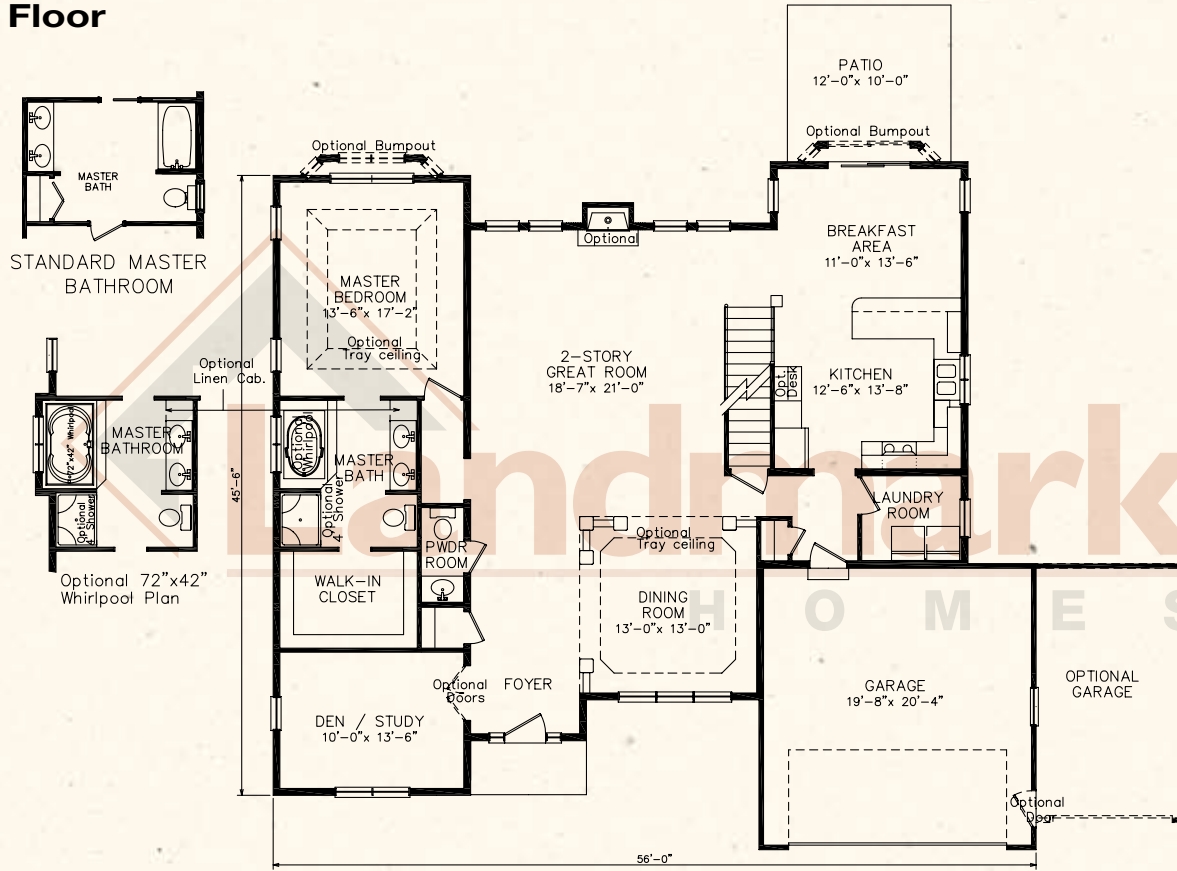 Floor
PATIO
12'-0"x 10'-0"
Optional Bumpout
Optional Bumpout
MASTER
BATH
STANDARD MASTER
BATHROOM
BREAKFAST
AREA
11'-0"x 13'-6"
Optional
MASTER
BEDROOM
13'-6"x 17'-2"
Optional
Tray ceiling
2-STORY
GREAT ROOM
18'-7"x 21'-0"
Opt.
Desk
KITCHEN
12'-6"x 13'-8"
Optional
Linen Cab.
72"x42" Whirlpool
MASTER
BATHROOM
Optional
4' Shower
Optional 72"x42"
Whirlpool Plan
45'-6"
Optional
Whirlpool
MASTER
BATH
Optional
4' Shower
Landmark
HOMES
LAUNDRY
ROOM
PWDR
ROOM
WALK-IN
CLOSET
Optional
Tray ceiling
DINING
ROOM
13'-0"x 13'-0"
Optional
Doors
FOYER
DEN / STUDY
10'-0"x 13'-6"
GARAGE
19'-8"x 20'-4"
OPTIONAL
GARAGE
Optional
Door
56'-0"